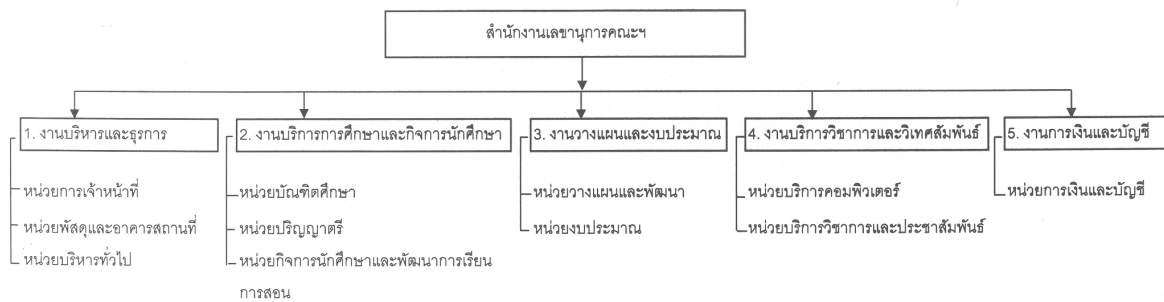 สำนักงานเลขานุการคณะฯ
1. งานบริหารและธุรการ
หน่วยการเจ้าหน้าที่
หน่วยพัสดุและอาคารสถานที่
หน่วยบริหารทั่วไป
2. งานบริการการศึกษาและกิจการนักศึกษา
หน่วยบัณฑิตศึกษา
หน่วยปริญญาตรี
หน่วยกิจการนักศึกษาและพัฒนาการเรียน
การสอน
3. งานวางแผนและงบประมาณ
หน่วยวางแผนและพัฒนา
หน่วยงบประมาณ
4. งานบริการวิชาการและวิเทศสัมพันธ์
หน่วยบริการคอมพิวเตอร์
หน่วยบริการวิชาการและประชาสัมพันธ์
5. งานการเงินและบัญชี
หน่วยการเงินและบัญชี